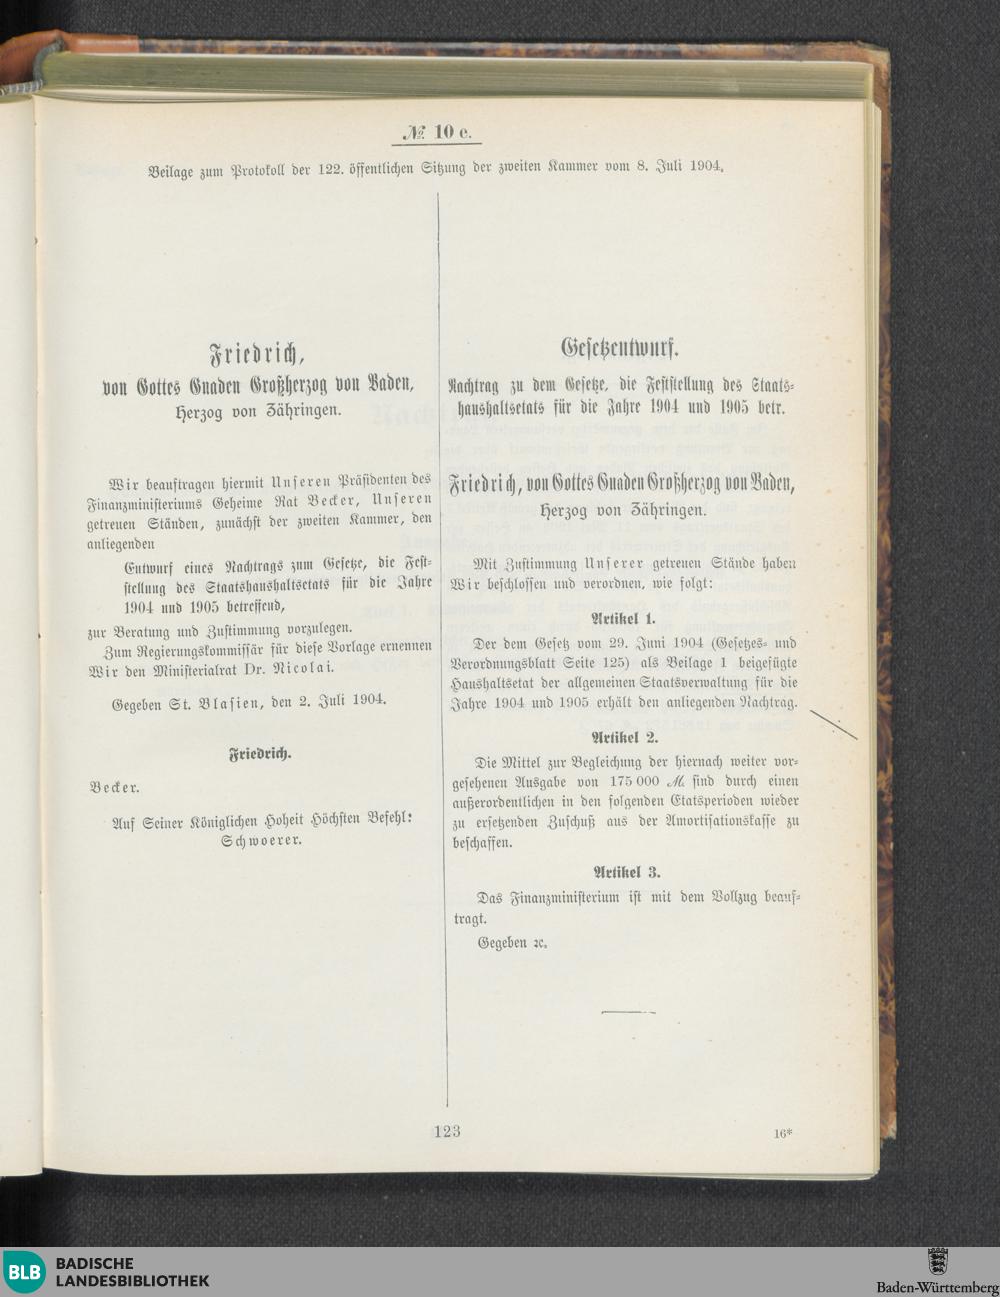 № 10 e.
Beilage zum Protokoll der 122. öffentlichen Sitzung der zweiten Kammer vom 8. Juli 1904.
Friedrich,
von Gottes Gnaden Großherzog von Baden,
Herzog von Zähringen.
Wir beauftragen hiermit Unseren Präsidenten des
Finanzministeriums Geheime Rat Becker, Unseren
getreuen Ständen, zunächst der zweiten Kammer, den
anliegenden
Entwurf eines Nachtrags zum Gesetze, die Fest-
stellung des Staatshaushaltsetats für die Jahre
1904 und 1905 betreffend,
zur Beratung und Zustimmung vorzulegen.
Zum Regierungskommissär für diese Vorlage ernennen
Wir den Ministerialrat Dr. Nicolai.
Gegeben St. Blasien, den 2. Juli 1904.
Friedrich.
Becker.
Auf Seiner Königlichen Hoheit Höchsten Befehl:
Schwoerer.
Gesetzentwurf.
Nachtrag zu dem Gesetze, die Feststellung des Staats-
haushaltsetats für die Jahre 1904 und 1905 betr.
Friedrich, von Gottes Gnaden Großherzog von Baden,
Herzog von Zähringen.
Mit Zustimmung Unserer getreuen Stände haben
Wir beschlossen und verordnen, wie folgt:
Artikel 1.
Der dem Gesetz vom 29. Juni 1904 (Gesetzes- und
Verordnungsblatt Seite 125) als Beilage 1 beigefügte
Haushaltsetat der allgemeinen Staatsverwaltung für die
Jahre 1904 und 1905 erhält den anliegenden Nachtrag.
Artikel 2.
Die Mittel zur Begleichung der hiernach weiter vor-
gesehenen Ausgabe von 175 000 M. sind durch einen
außerordentlichen in den folgenden Etatsperioden wieder
zu ersetzenden Zuschuß aus der Amortisationskasse zu
beschaffen.
Artikel 3.
Das Finanzministerium ist mit dem Vollzug beauf-
tragt.
Gegeben ꝛc.
123
16*
BLB BADISCHE
LANDESBIBLIOTHEK
Baden-Württemberg